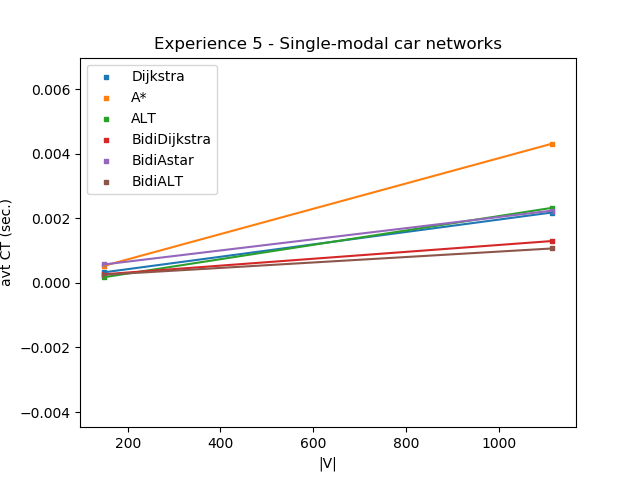 Experience 5 - Single-modal car networks
Dijkstra
A*
ALT
BidiDijkstra
BidiAstar
BidiALT
avt CT (sec.)
0.006
0.004
0.002
0.000
−0.002
−0.004
200 400 600 800 1000
|V|